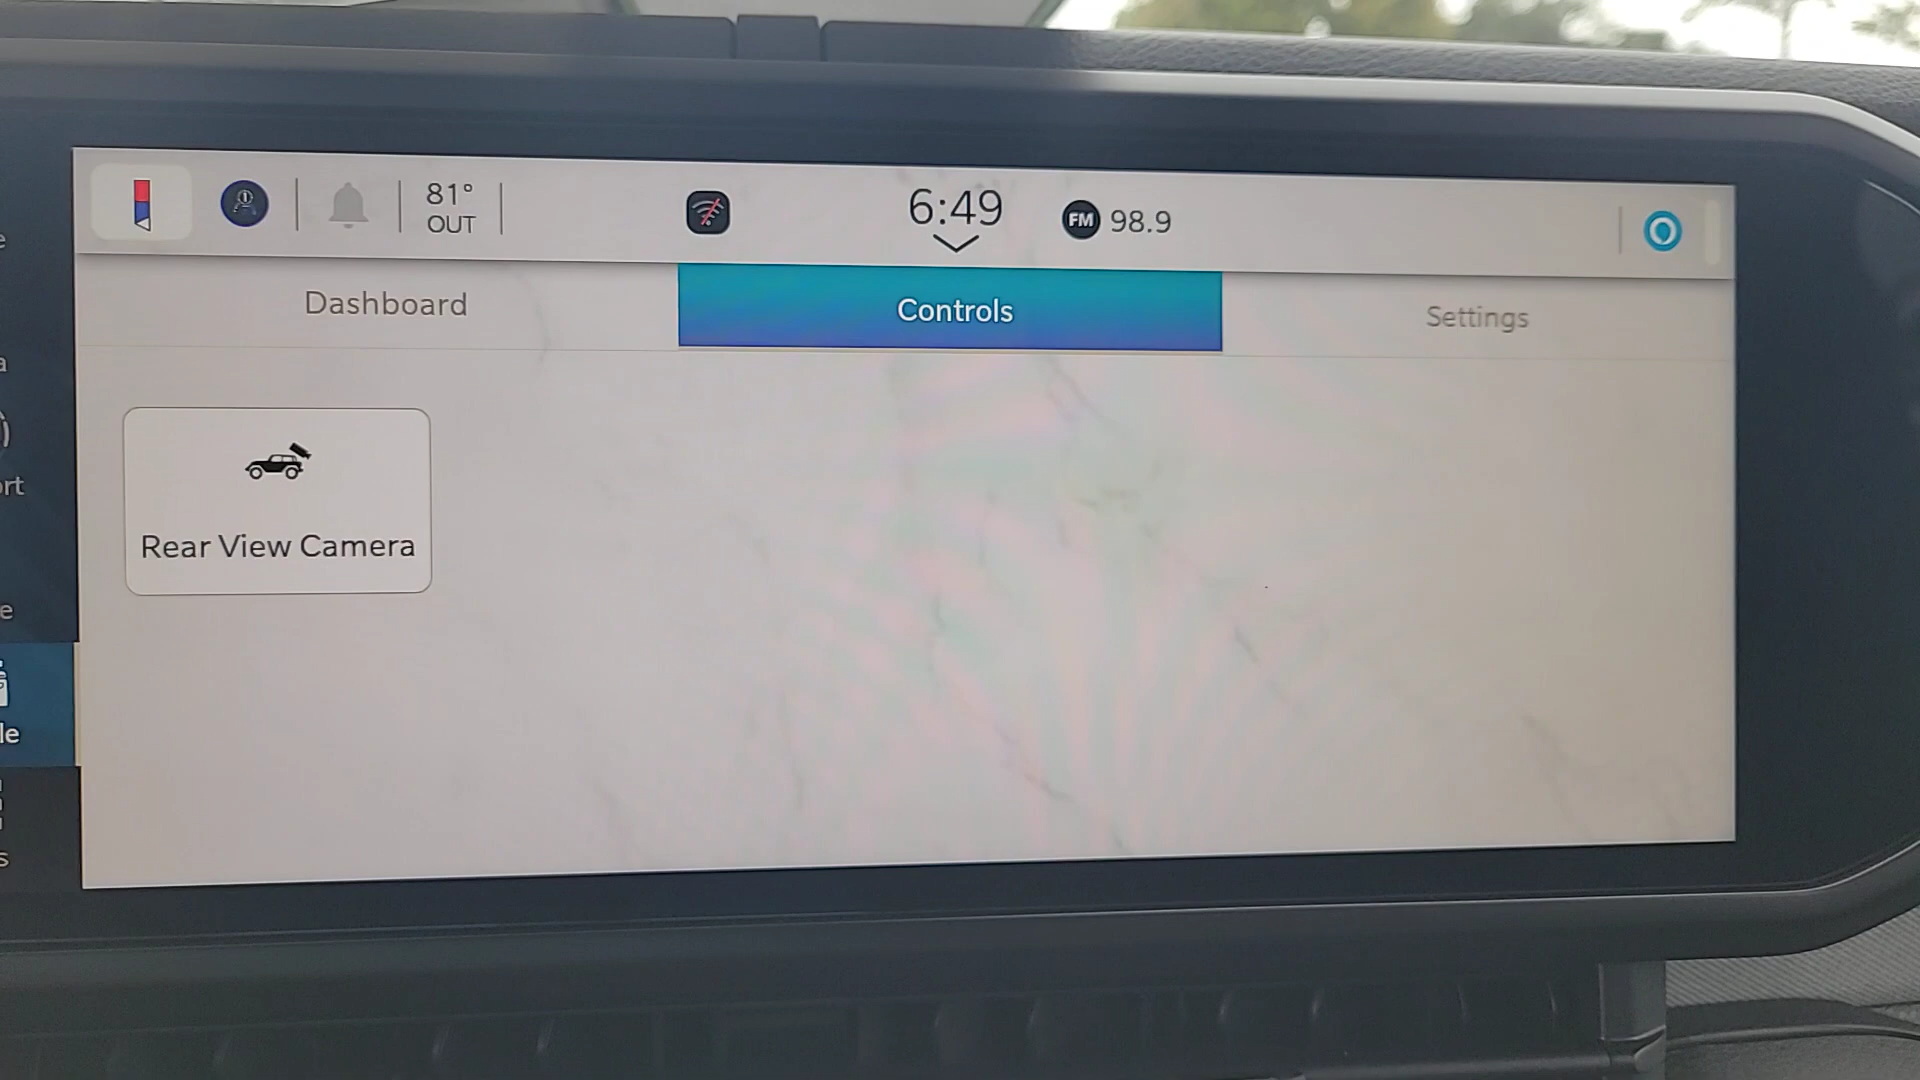 81°
OUT
6:49
FM 98.9
Dashboard
Controls
Settings
Rear View Camera